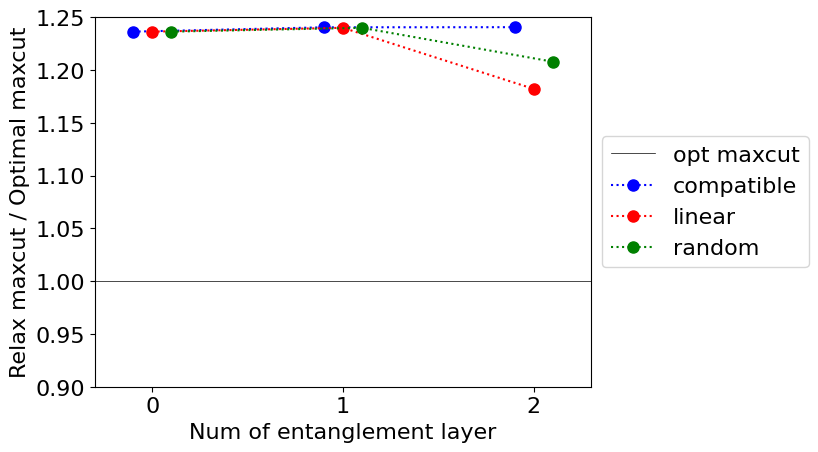 1.25
1.20
1.15
1.10
1.05
1.00
0.95
0.90
Relax maxcut / Optimal maxcut
0 1 2
Num of entanglement layer
opt maxcut
compatible
linear
random